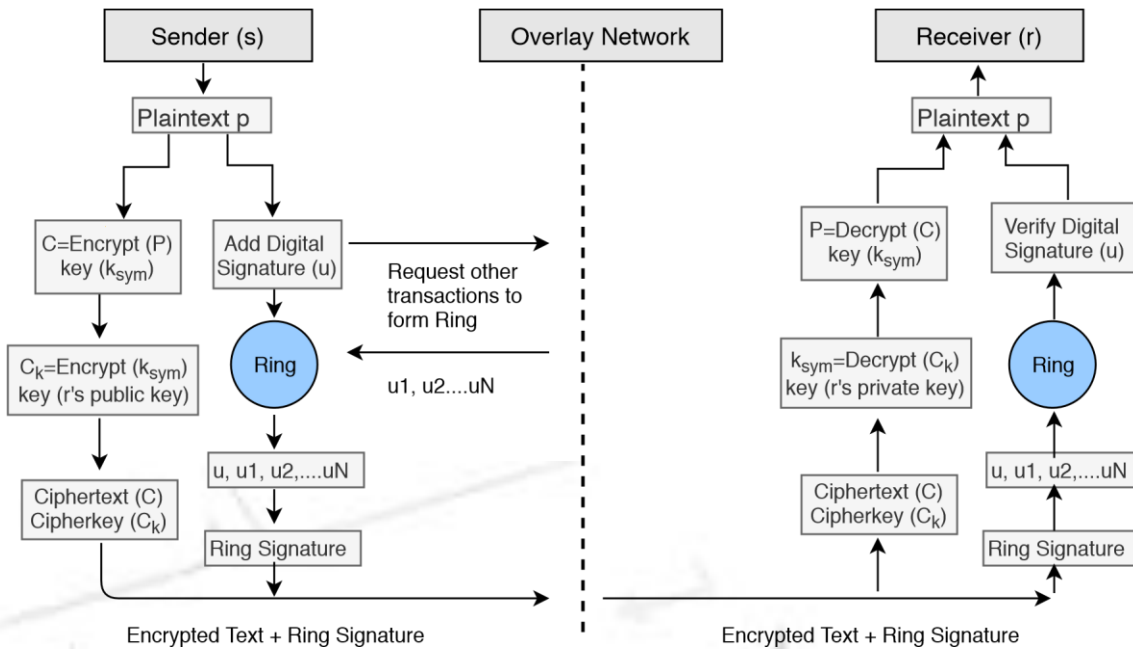 Sender (s)
Overlay Network
Receiver (r)
Plaintext p
Plaintext p
C=Encrypt (P)
key (ksym)
Add Digital
Signature (u)
Request other
transactions to
form Ring
P=Decrypt (C)
key (ksym)
Verify Digital
Signature (u)
Ck=Encrypt (ksym)
key (r's public key)
Ring
u1, u2....uN
ksym=Decrypt (Ck)
key (r's private key)
Ring
u, u1, u2,....uN
u, u1, u2,....uN
Ciphertext (C)
Cipherkey (Ck)
Ciphertext (C)
Cipherkey (Ck)
Ring Signature
Ring Signature
Encrypted Text + Ring Signature
Encrypted Text + Ring Signature